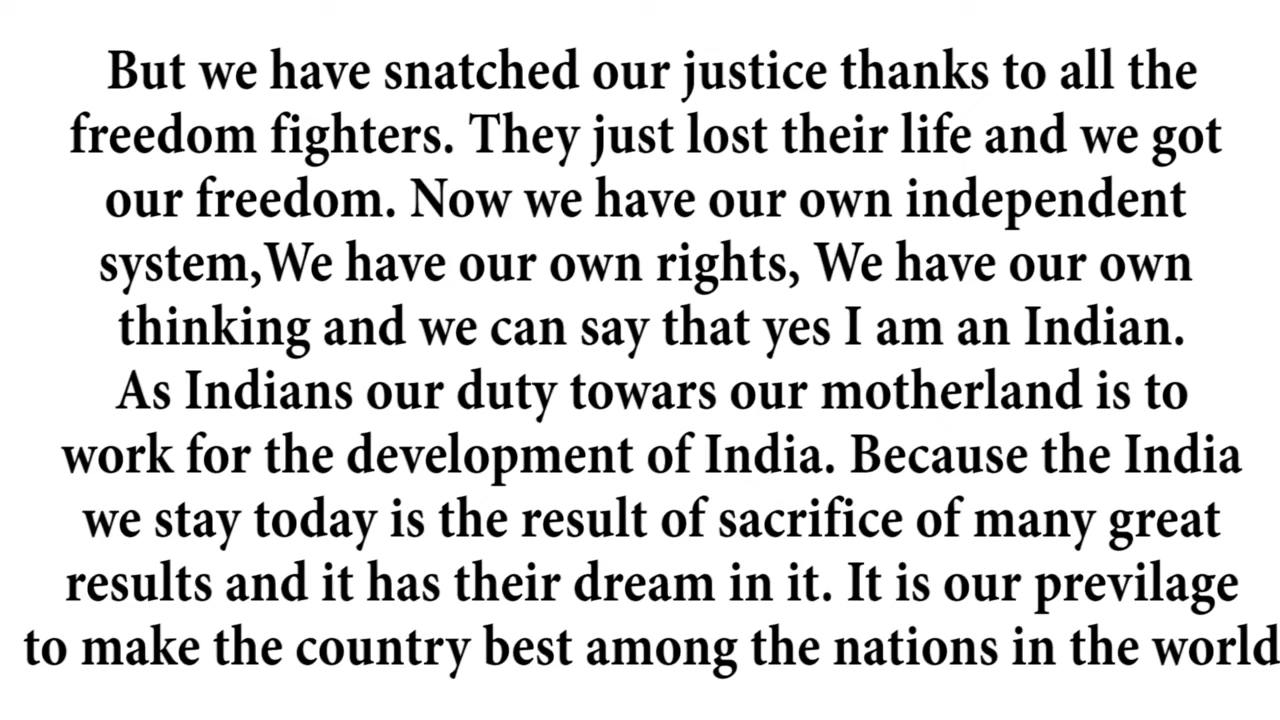 But we have snatched our justice thanks to all the
freedom fighters. They just lost their life and we got
our freedom. Now we have our own independent
system,We have our own rights, We have our own
thinking and we can say that yes I am an Indian.
As Indians our duty towars our motherland is to
work for the development of India. Because the India
we stay today is the result of sacrifice of many great
results and it has their dream in it. It is our previlage
to make the country best among the nations in the world